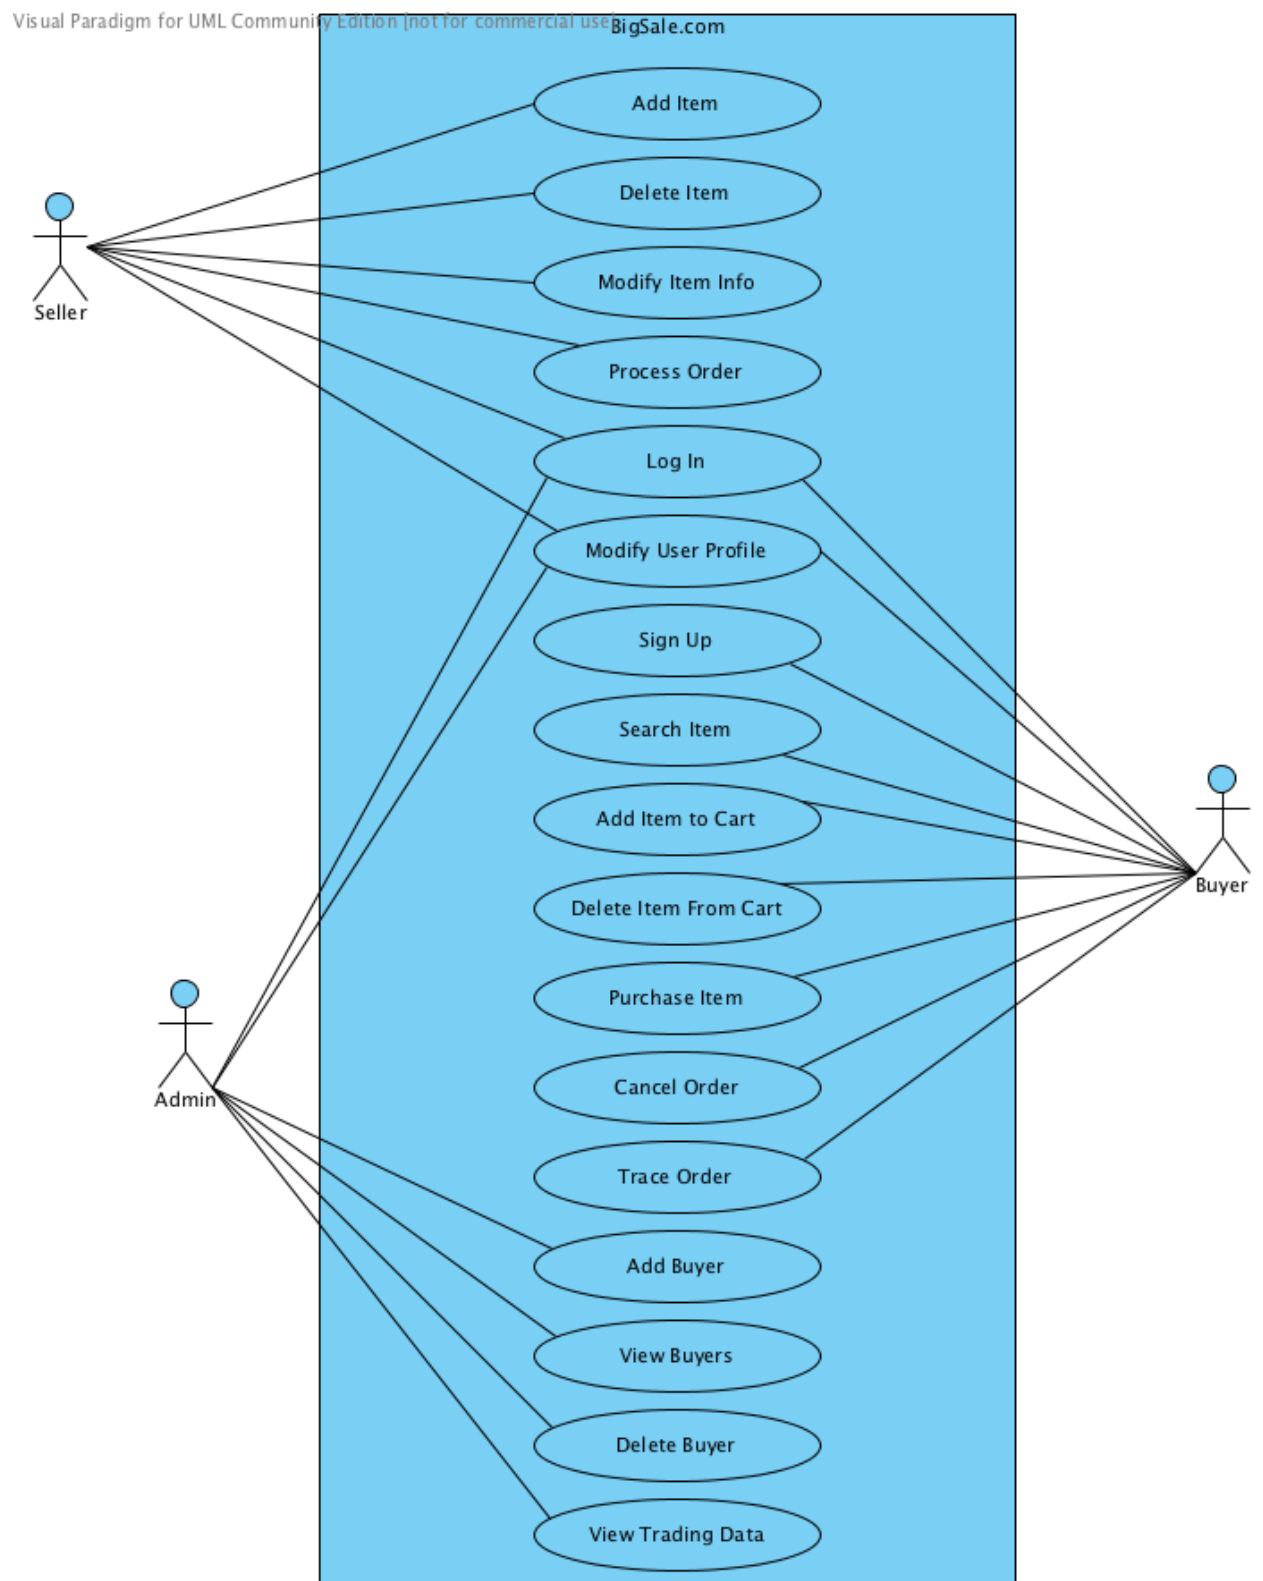 Visual Paradigm for UML Community Edition [not for commercial use]
BigSale.com
Add Item
Delete Item
Modify Item Info
Seller
Process Order
Log In
Modify User Profile
Sign Up
Search Item
Add Item to Cart
Buyer
Delete Item From Cart
Purchase Item
Cancel Order
Admin
Trace Order
Add Buyer
View Buyers
Delete Buyer
View Trading Data